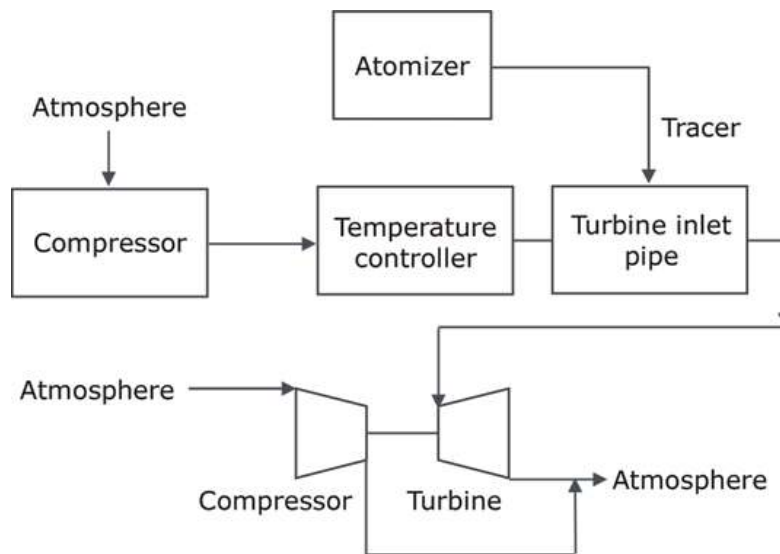 Atomizer
Atmosphere
Tracer
Compressor
Temperature
controller
Turbine inlet
pipe
Atmosphere
Compressor
Turbine
Atmosphere